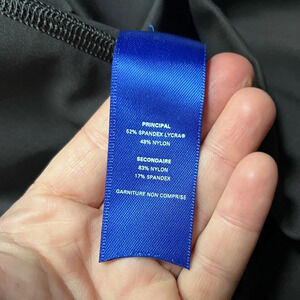 PRINCIPAL
52% SPANDEX LYCRA®
48% NYLON
SECONDAIRE
83% NYLON
17% SPANDEX
GARNITURE NON COMPRISE